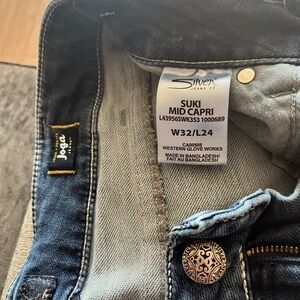 Silver
JEANS CO.
SUKI
MID CAPRI
L43956SWK353 1000689
W32/L24
CA00505
WESTERN GLOVE WORKS
MADE IN BANGLADESH/
FAIT AU BANGLADESH
Joga